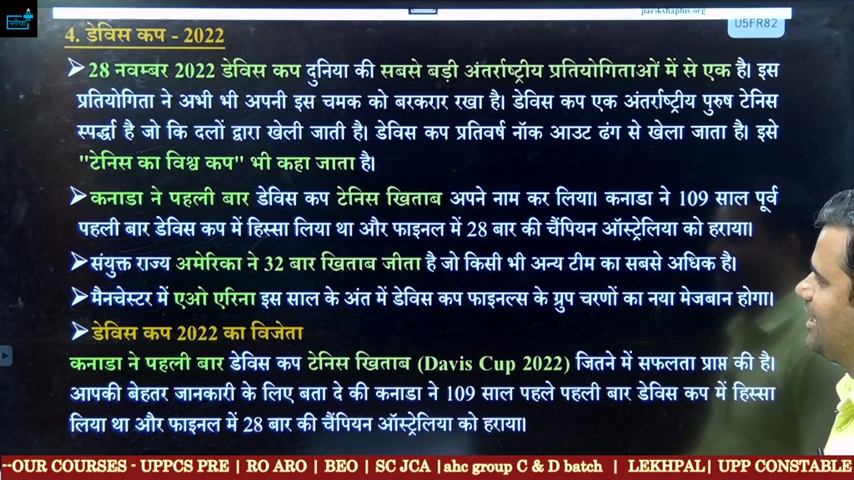 परीक्षा
parikshaplus.org
U5FR82
4. डेविस कप - 2022
➤28 नवम्बर 2022 डेविस कप दुनिया की सबसे बड़ी अंतर्राष्ट्रीय प्रतियोगिताओं में से एक है। इस
प्रतियोगिता ने अभी भी अपनी इस चमक को बरकरार रखा है। डेविस कप एक अंतर्राष्ट्रीय पुरुष टेनिस
स्पर्द्धा है जो कि दलों द्वारा खेली जाती है। डेविस कप प्रतिवर्ष नॉक आउट ढंग से खेला जाता है। इसे
"टेनिस का विश्व कप" भी कहा जाता है।
➤कनाडा ने पहली बार डेविस कप टेनिस खिताब अपने नाम कर लिया। कनाडा ने 109 साल पूर्व
पहली बार डेविस कप में हिस्सा लिया था और फाइनल में 28 बार की चैंपियन ऑस्ट्रेलिया को हराया।
➤संयुक्त राज्य अमेरिका ने 32 बार खिताब जीता है जो किसी भी अन्य टीम का सबसे अधिक है।
➤मैनचेस्टर में एओ एरिना इस साल के अंत में डेविस कप फाइनल्स के ग्रुप चरणों का नया मेजबान होगा।
➤डेविस कप 2022 का विजेता
कनाडा ने पहली बार डेविस कप टेनिस खिताब (Davis Cup 2022) जितने में सफलता प्राप्त की है।
आपकी बेहतर जानकारी के लिए बता दे की कनाडा ने 109 साल पहले पहली बार डेविस कप में हिस्सा
लिया था और फाइनल में 28 बार की चैंपियन ऑस्ट्रेलिया को हराया।
--OUR COURSES - UPPCS PRE | RO ARO | BEO | SC JCA |ahc group C & D batch | LEKHPAL| UPP CONSTABLE